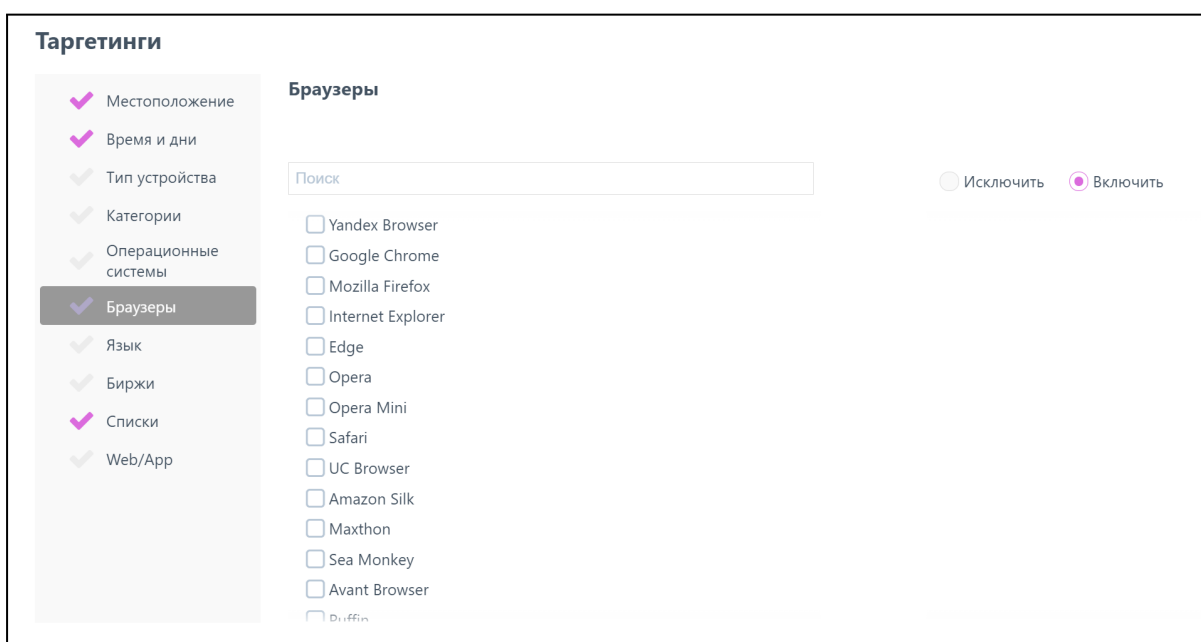 Таргетинги
Местоположение
Время и дни
Тип устройства
Категории
Операционные
системы
Браузеры
Язык
Биржи
Списки
Web/App
Браузеры
Поиск
Исключить
Включить
Yandex Browser
Google Chrome
Mozilla Firefox
Internet Explorer
Edge
Opera
Opera Mini
Safari
UC Browser
Amazon Silk
Maxthon
Sea Monkey
Avant Browser
Puffin